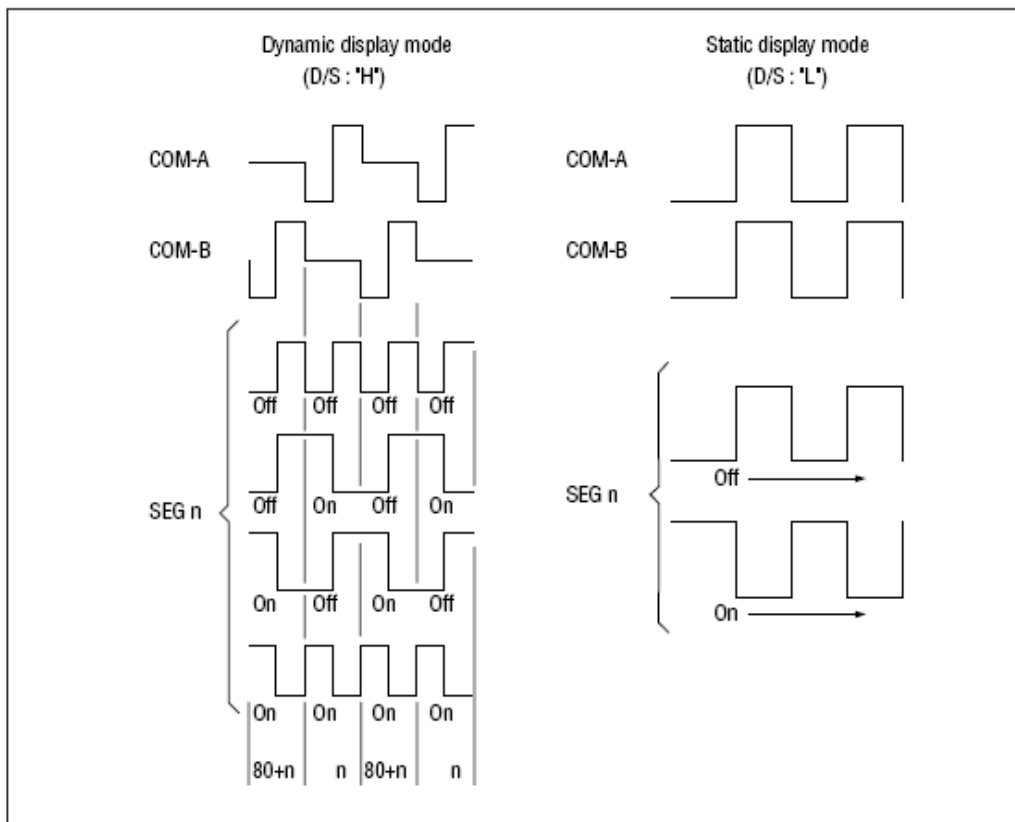 Dynamic display mode
(D/S : "H")
Static display mode
(D/S : "L")
COM-A
COM-B
SEG n
Off Off Off Off
Off On Off On
On Off On Off
On On On On
80+n n 80+n n
COM-A
COM-B
SEG n
Off
On